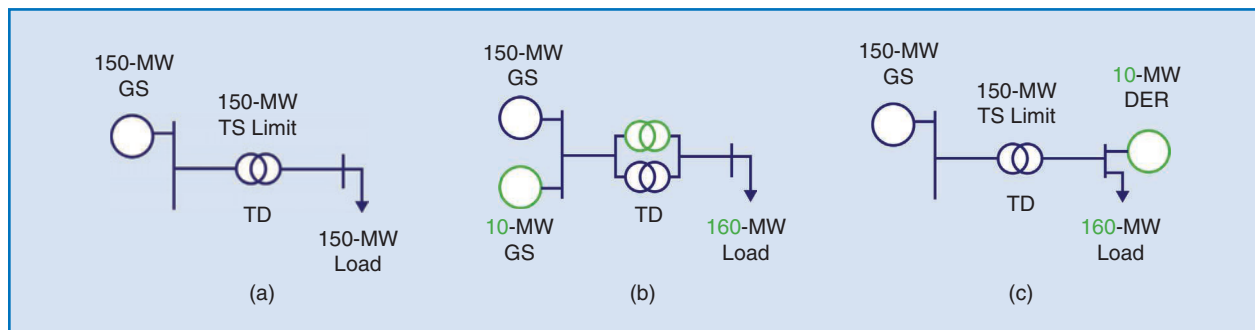 150-MW
GS
150-MW
TS Limit
TD
150-MW
Load
(a)
150-MW
GS
10-MW
GS
TD
160-MW
Load
(b)
150-MW
GS
150-MW
TS Limit
10-MW
DER
TD
160-MW
Load
(c)